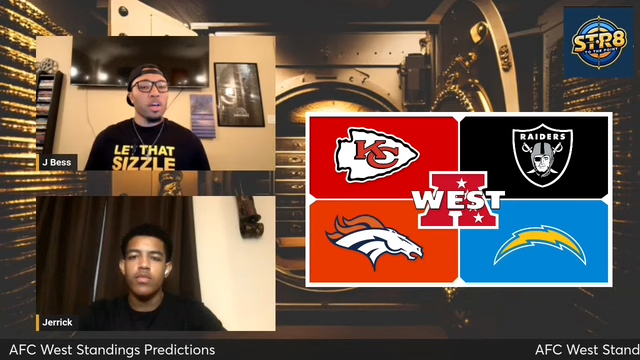 STR8
TO THE POINT
LET THAT
SIZZLE
J Bess
KC
RAIDERS
WEST
Jerrick
AFC West Standings Predictions
AFC West Stand